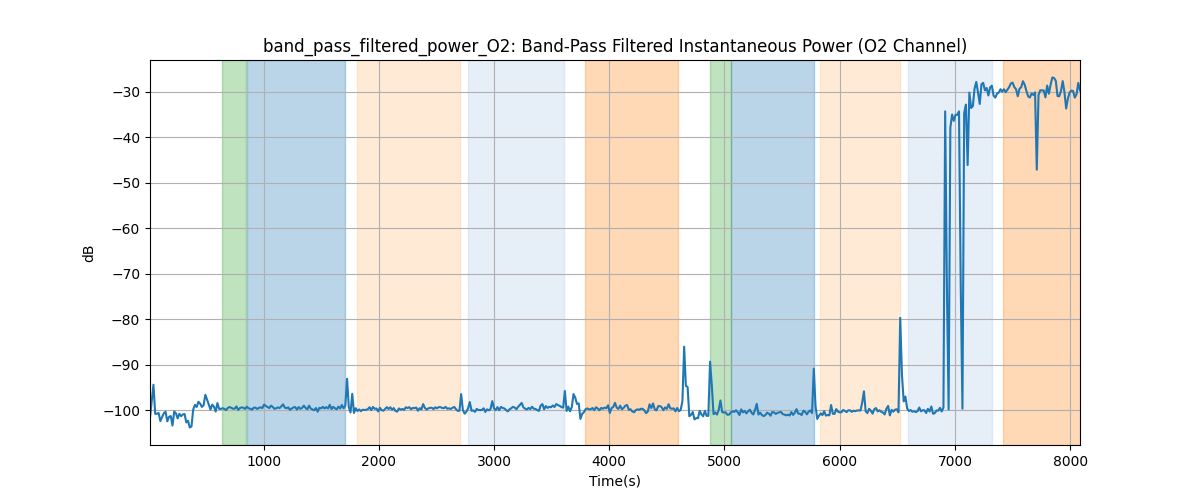 band_pass_filtered_power_O2: Band-Pass Filtered Instantaneous Power (O2 Channel)
dB
−30
−40
−50
−60
−70
−80
−90
−100
1000 2000 3000 4000 5000 6000 7000 8000
Time(s)